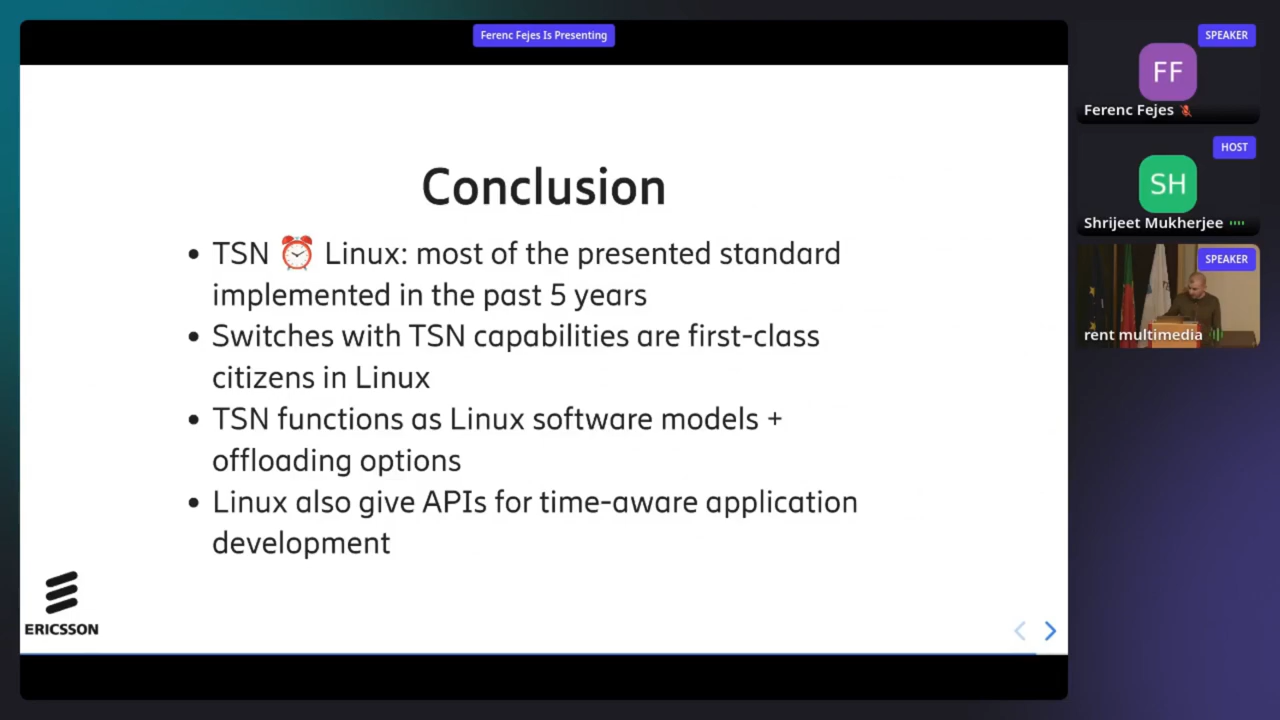 Ferenc Fejes Is Presenting
Conclusion
• TSN ⏰ Linux: most of the presented standard
implemented in the past 5 years
• Switches with TSN capabilities are first-class
citizens in Linux
• TSN functions as Linux software models +
offloading options
• Linux also give APIs for time-aware application
development
ERICSSON
SPEAKER
FF
Ferenc Fejes
HOST
SH
Shrijeet Mukherjee
SPEAKER
rent multimedia